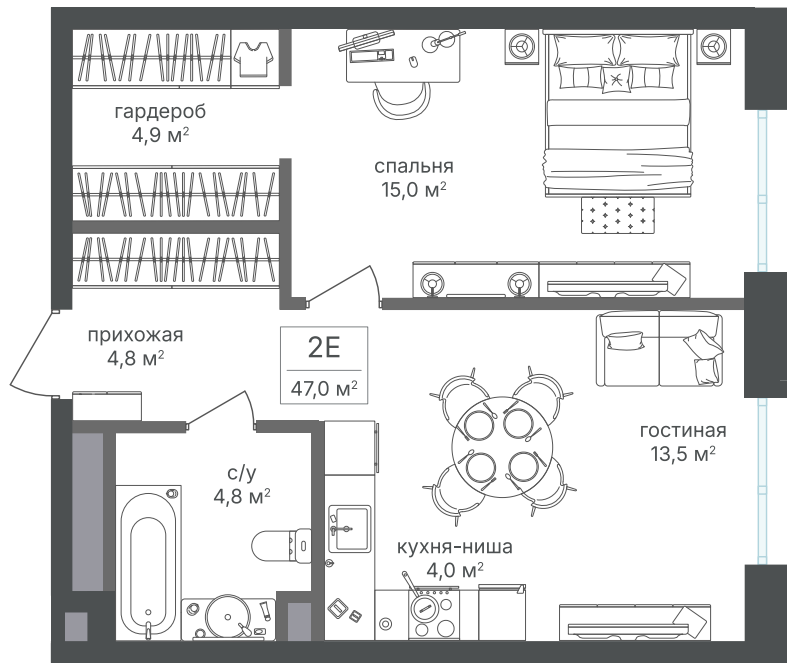 гардероб
4,9 м²
спальня
15,0 м²
прихожая
4,8 м²
2Е
47,0 м²
гостиная
13,5 м²
с/у
4,8 м²
кухня-ниша
4,0 м²